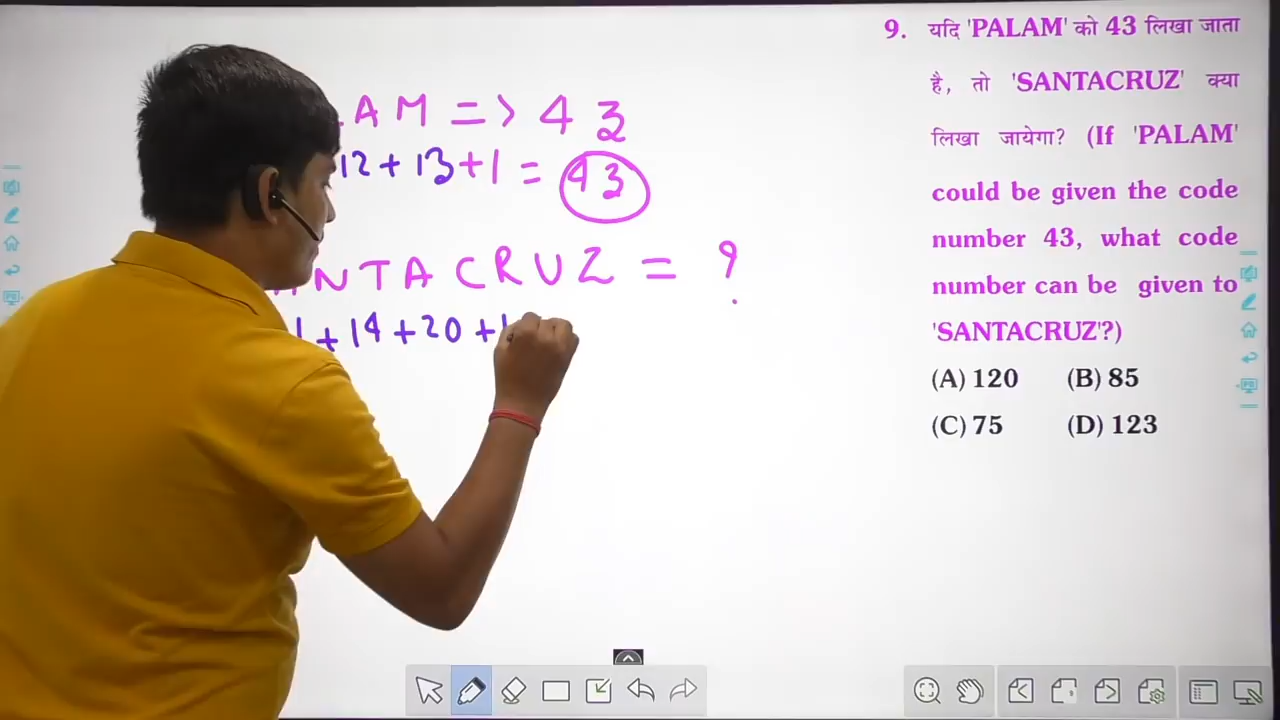 9. यदि 'PALAM' को 43 लिखा जाता
है, तो 'SANTACRUZ' क्या
लिखा जायेगा? (If 'PALAM'
could be given the code
number 43, what code
number can be given to
'SANTACRUZ'?)
(A) 120 (B) 85
(C) 75 (D) 123
AM => 43
12 + 13 + 1 = 43
NTACRUZ = ?
+ 14 + 20 + 1